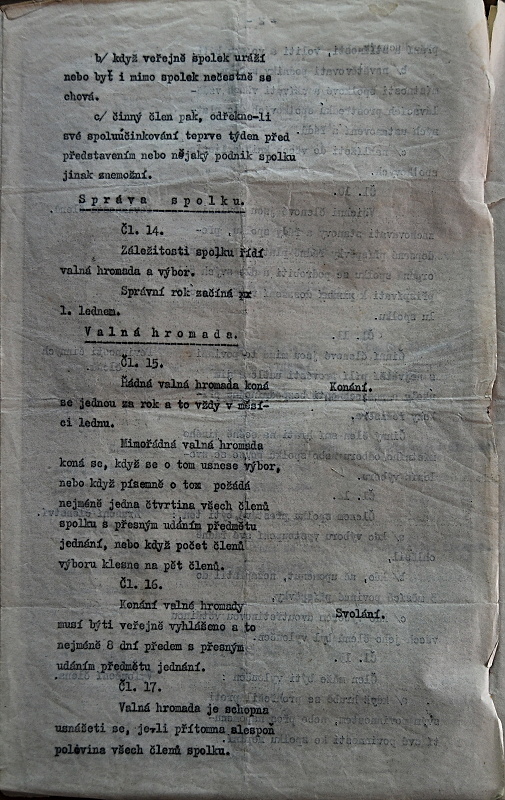 b/ když veřejně spolek uráží
nebo byť i mimo spolek nečestně se
chová.
c/ činný člen pak, odřekne-li
své spoluúčinkování teprve týden před
představením nebo nějaký podnik spolku
jinak znemožní.
Správa spolku.
Čl. 14.
Záležitosti spolku řídí
valná hromada a výbor.
Správní rok začíná
1. lednem.
Valná hromada.
Čl. 15.
Řádná valná hromada koná
Konání.
se jednou za rok a to vždy v měsí-
ci lednu.
Mimořádná valná hromada
koná se, když se o tom usnese výbor,
nebo když písemně o tom požádá
nejméně jedna čtvrtina všech členů
spolku s přesným udáním předmětu
jednání, nebo když počet členů
výboru klesne na pět členů.
Čl. 16.
Konání valné hromady
Svolání.
musí býti veřejně vyhlášeno a to
nejméně 8 dní předem s přesným
udáním předmětu jednání.
Čl. 17.
Valná hromada je schopna
usnášeti se, je-li přítomna alespoň
polovina všech členů spolku.